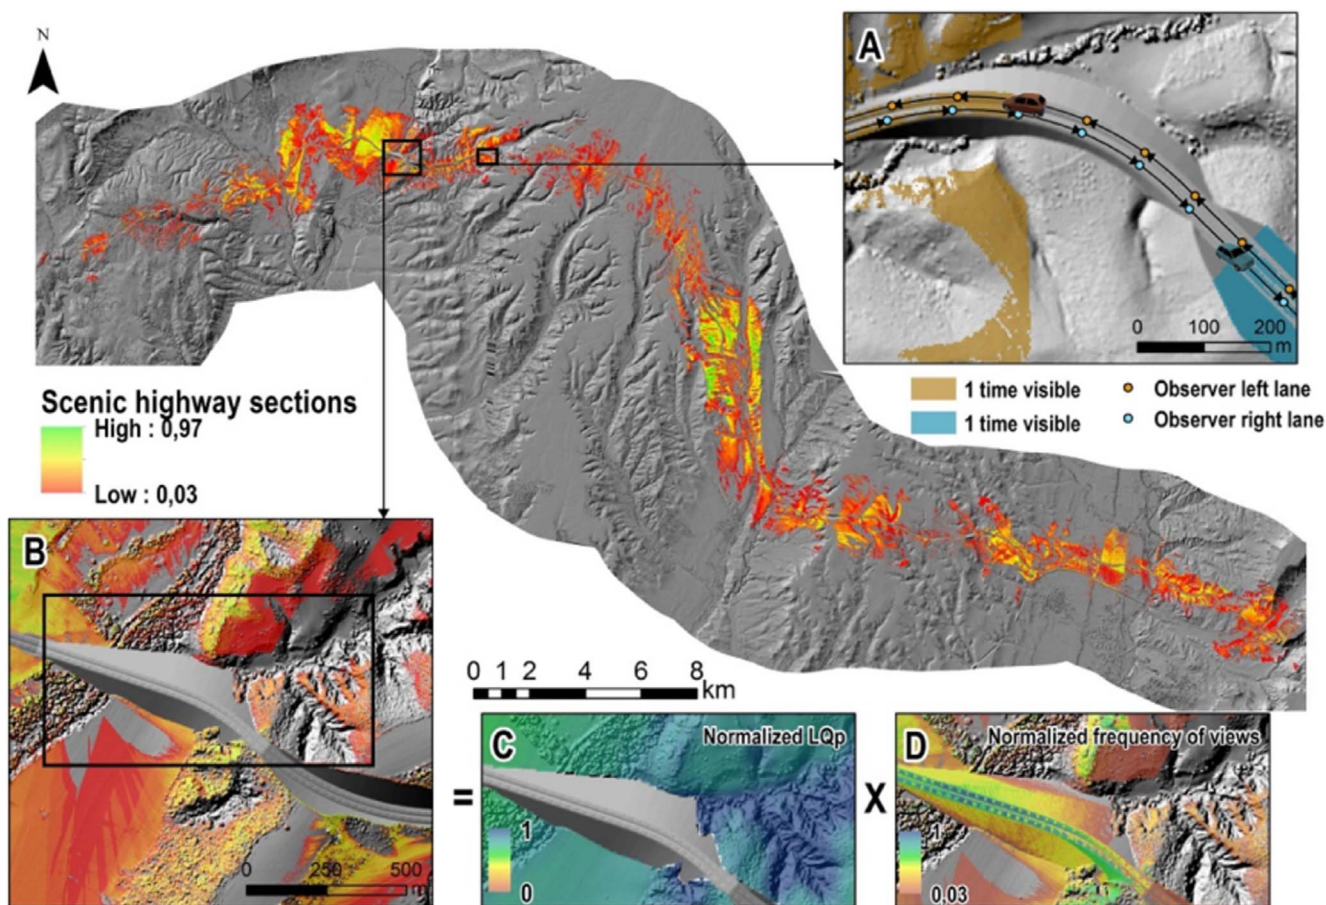 N
A
0 100 200
m
1 time visible
Observer left lane
1 time visible
Observer right lane
Scenic highway sections
High : 0,97
Low : 0,03
B
0 250 500
m
0 1 2 4 6 8
km
=
C
Normalized LQp
1
0
X
D
Normalized frequency of views
1
0,03